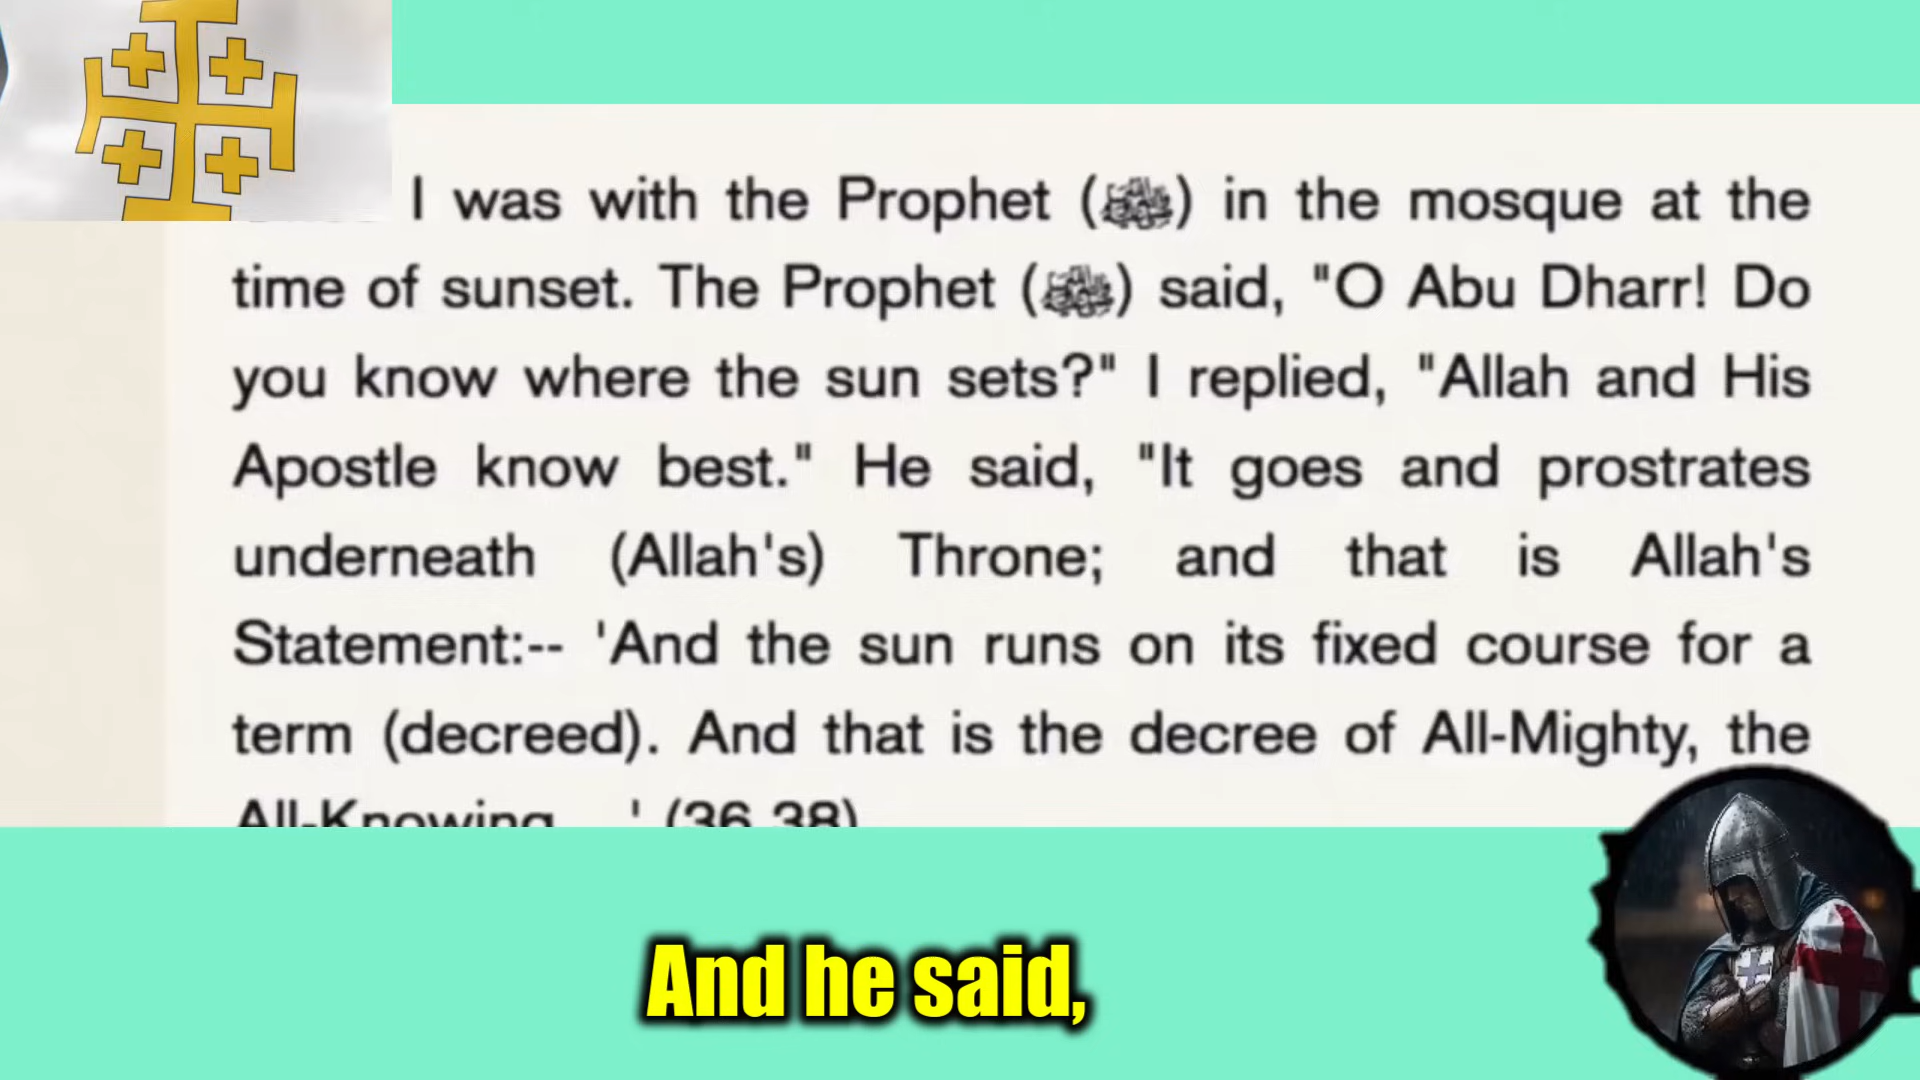 I was with the Prophet (ﷺ) in the mosque at the
time of sunset. The Prophet (ﷺ) said, "O Abu Dharr! Do
you know where the sun sets?" I replied, "Allah and His
Apostle know best." He said, "It goes and prostrates
underneath (Allah's) Throne; and that is Allah's
Statement:-- 'And the sun runs on its fixed course for a
term (decreed). And that is the decree of All-Mighty, the
All-Knowing....' (36.38)
And he said,